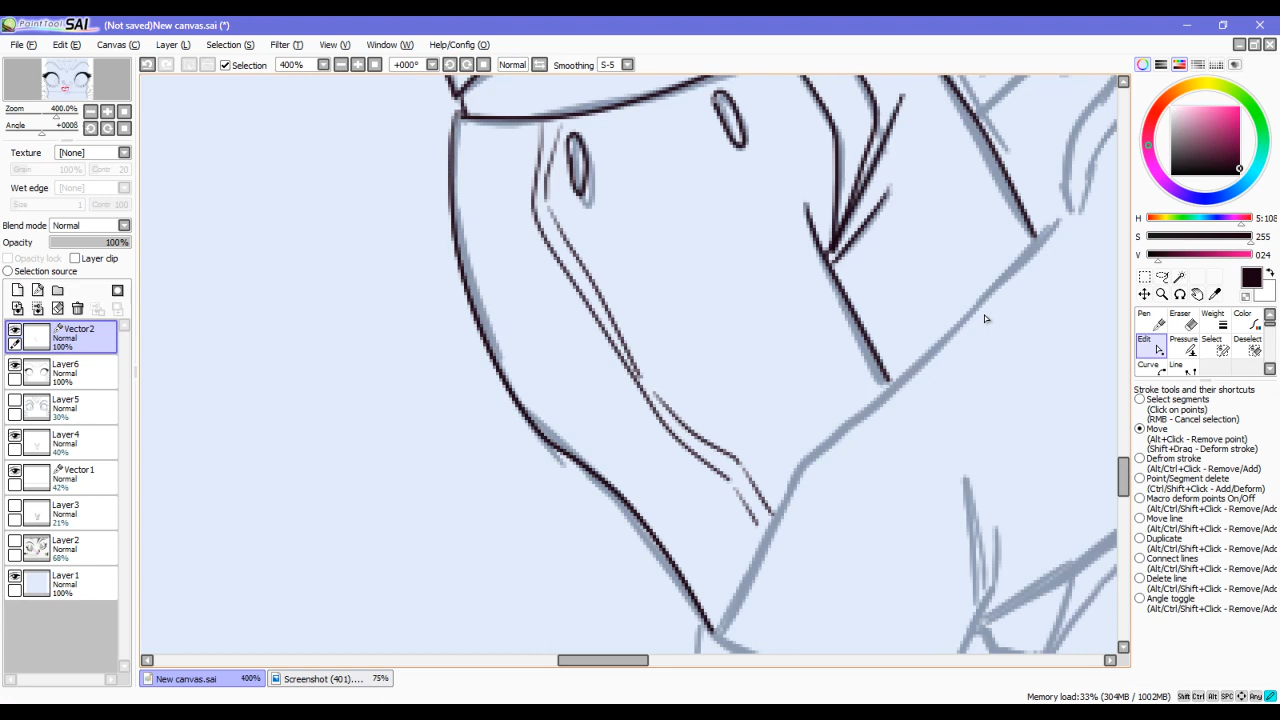 PaintTool SAI (Not saved)New canvas.sai (*)
File (F) Edit (E) Canvas (C) Layer (L) Selection (S) Filter (T) View (V) Window (W) Help/Config (O)
Selection 400% +000° Normal Smoothing S-5
Zoom 400.0%
Angle +000ß
Texture [None]
Grain 100% Contr 20
Wet edge [None]
Size 1 Contr 100
Blend mode Normal
Opacity 100%
Opacity lock Layer clip
Selection source
Vector2
Normal
100%
Layer6
Normal
100%
Layer5
Normal
30%
Layer4
Normal
40%
Vector1
Normal
42%
Layer3
Normal
21%
Layer2
Normal
68%
Layer1
Normal
100%
H 5:108
S 255
V 024
Pen Eraser Weight Color
Edit Pressure Select Deselect
Curve Line
Stroke tools and their shortcuts
Select segments
(Click on points)
(RMB - Cancel selection)
Move
(Alt+Click - Remove point)
(Shift+Drag - Deform stroke)
Defrom stroke
(Alt/Ctrl+Click - Remove/Add)
Point/Segment delete
(Ctrl/Shift+Click - Add/Deform)
Macro deform points On/Off
(Alt/Ctrl/Shift+Click - Remove/Add
Move line
(Alt/Ctrl/Shift+Click - Remove/Add
Duplicate
(Alt/Ctrl/Shift+Click - Remove/Add
Connect lines
(Alt/Ctrl/Shift+Click - Remove/Add
Delete line
(Alt/Ctrl/Shift+Click - Remove/Add
Angle toggle
(Alt/Ctrl/Shift+Click - Remove/Add
New canvas.sai 400% Screenshot (401).... 75%
Memory load:33% (304MB / 1002MB) Shift Ctrl Alt SPC Any